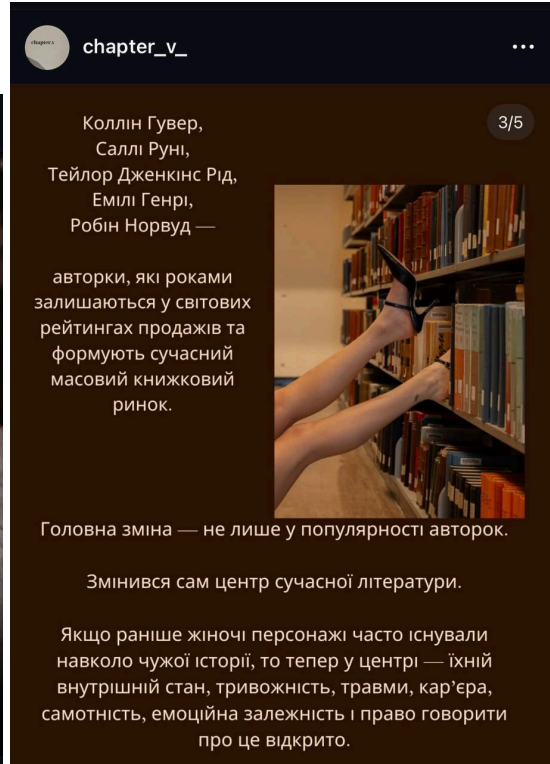 chapter_v_
3/5
Коллін Гувер,
Саллі Руні,
Тейлор Дженкінс Рід,
Емілі Генрі,
Робін Норвуд —
авторки, які роками
залишаються у світових
рейтингах продажів та
формують сучасний
масовий книжковий
ринок.
Головна зміна — не лише у популярності авторок.
Змінився сам центр сучасної літератури.
Якщо раніше жіночі персонажі часто існували
навколо чужої історії, то тепер у центрі — їхній
внутрішній стан, тривожність, травми, кар’єра,
самотність, емоційна залежність і право говорити
про це відкрито.